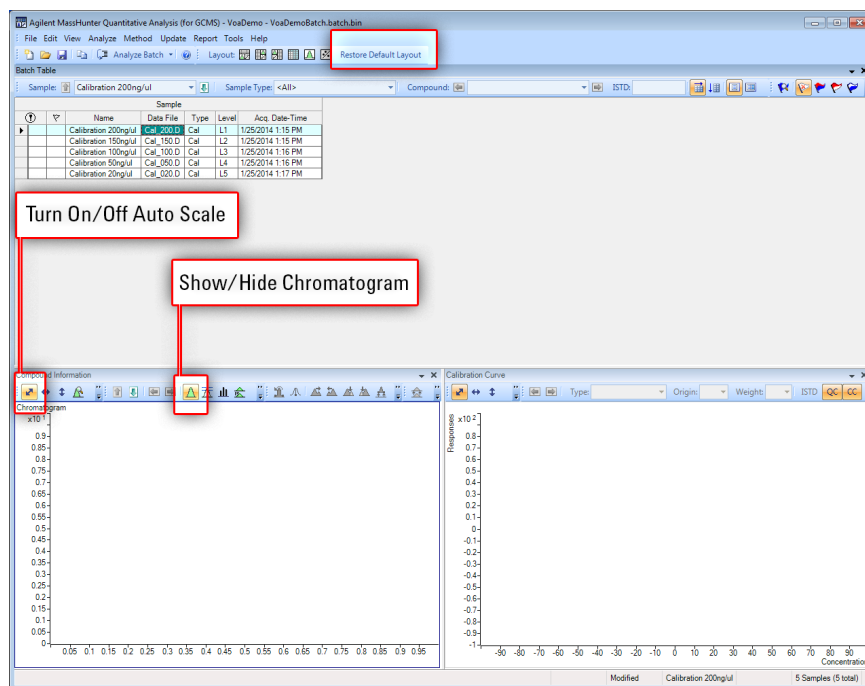 Agilent MassHunter Quantitative Analysis (for GCMS) - VoaDemo - VoaDemoBatch.batch.bin
File Edit View Analyze Method Update Report Tools Help
Analyze Batch Layout: Restore Default Layout
Batch Table
Sample: Calibration 200ng/ul Sample Type: <All> Compound: ISTD:
Sample
Name Data File Type Level Acq. Date-Time
Calibration 200ng/ul Cal_200.D Cal L1 1/25/2014 1:15 PM
Calibration 150ng/ul Cal_150.D Cal L2 1/25/2014 1:15 PM
Calibration 100ng/ul Cal_100.D Cal L3 1/25/2014 1:16 PM
Calibration 50ng/ul Cal_050.D Cal L4 1/25/2014 1:16 PM
Calibration 20ng/ul Cal_020.D Cal L5 1/25/2014 1:17 PM
Turn On/Off Auto Scale
Show/Hide Chromatogram
Compound Information
Chromatogram
x10 1
0.9
0.85
0.8
0.75
0.7
0.65
0.6
0.55
0.5
0.45
0.4
0.35
0.3
0.25
0.2
0.15
0.1
0.05
0
0.05 0.1 0.15 0.2 0.25 0.3 0.35 0.4 0.45 0.5 0.55 0.6 0.65 0.7 0.75 0.8 0.85 0.9 0.95
Calibration Curve
Type: Origin: Weight: ISTD QC CC
Responses
x10 2
0.8
0.7
0.6
0.5
0.4
0.3
0.2
0.1
0
-0.1
-0.2
-0.3
-0.4
-0.5
-0.6
-0.7
-0.8
-0.9
-1
-90 -80 -70 -60 -50 -40 -30 -20 -10 0 10 20 30 40 50 60 70 80 90
Concentration
Modified Calibration 200ng/ul 5 Samples (5 total)